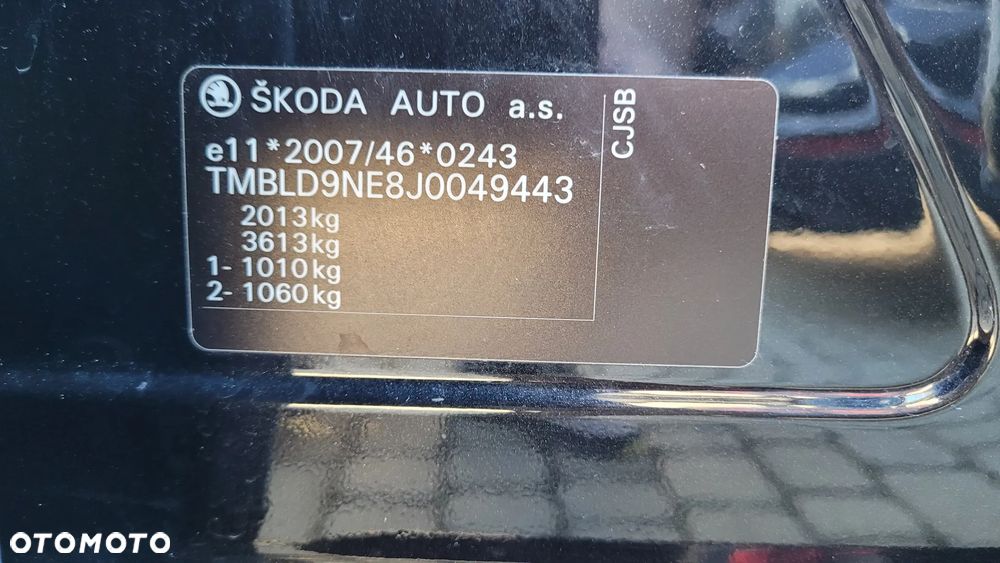 ŠKODA AUTO a.s.
e11*2007/46*0243
TMBLD9NE8J0049443
2013kg
3613kg
1- 1010kg
2- 1060kg
CJSB
OTOMOTO